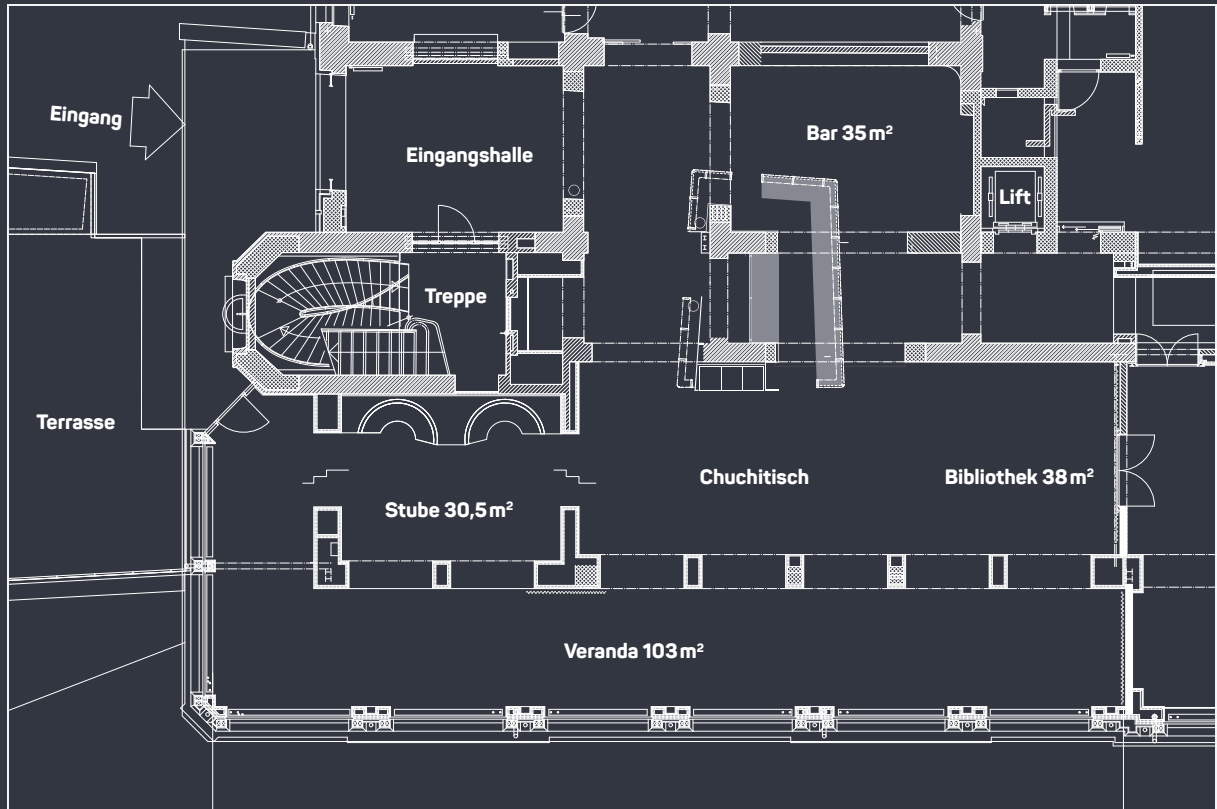 Eingang
Eingangshalle
Bar 35 m²
Lift
Treppe
Terrasse
Chuchitisch
Bibliothek 38 m²
Stube 30,5 m²
Veranda 103 m²